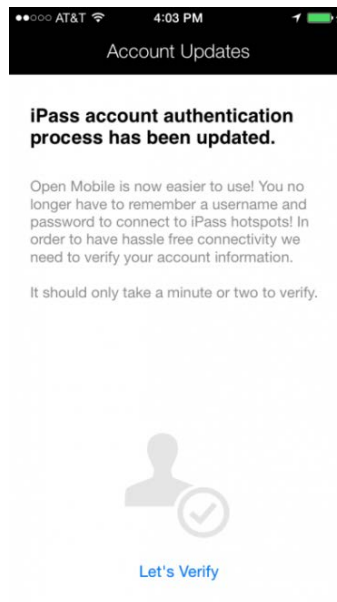 AT&T 4:03 PM
Account Updates
iPass account authentication
process has been updated.
Open Mobile is now easier to use! You no
longer have to remember a username and
password to connect to iPass hotspots! In
order to have hassle free connectivity we
need to verify your account information.
It should only take a minute or two to verify.
Let's Verify